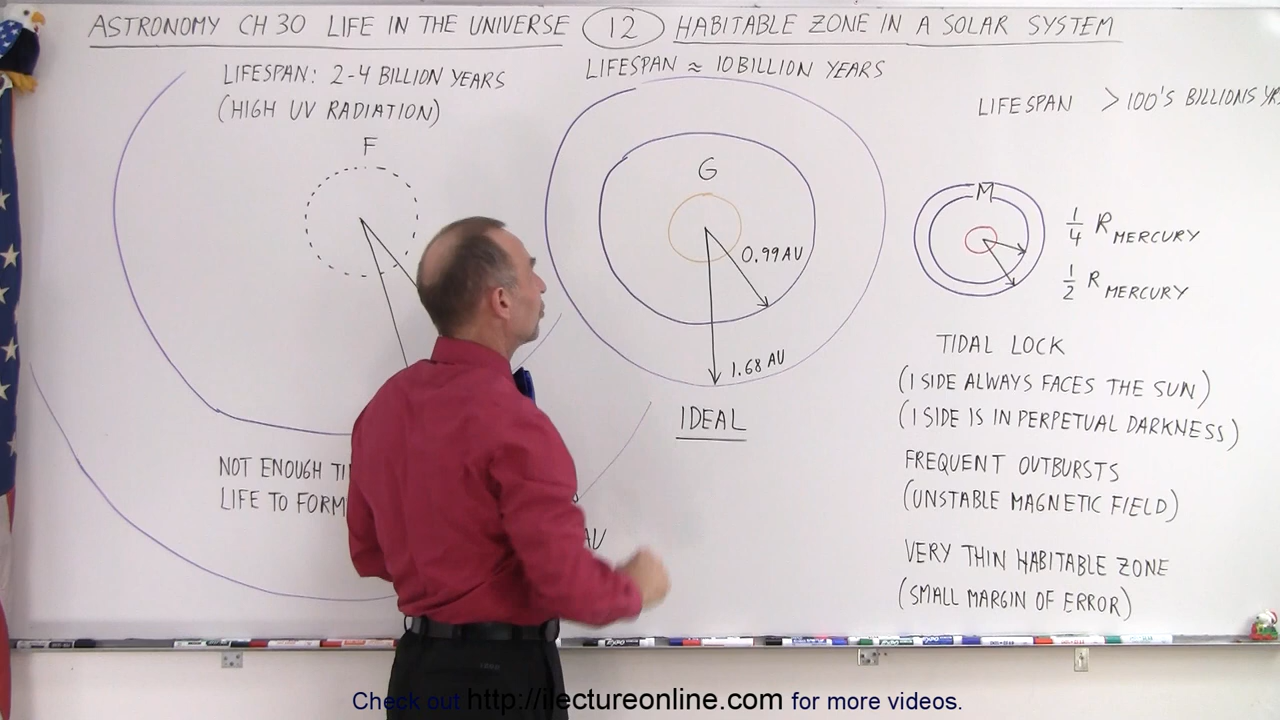 ASTRONOMY CH 30 LIFE IN THE UNIVERSE 12 HABITABLE ZONE IN A SOLAR SYSTEM
LIFESPAN: 2-4 BILLION YEARS
(HIGH UV RADIATION)
F
NOT ENOUGH
LIFE TO FORM
AU
LIFESPAN ≈ 10 BILLION YEARS
G
0.99 AU
1.68 AU
IDEAL
LIFESPAN > 100'S BILLIONS
M
1/4 R MERCURY
1/2 R MERCURY
TIDAL LOCK
(1 SIDE ALWAYS FACES THE SUN)
(1 SIDE IS IN PERPETUAL DARKNESS)
FREQUENT OUTBURSTS
(UNSTABLE MAGNETIC FIELD)
VERY THIN HABITABLE ZONE
(SMALL MARGIN OF ERROR)
Check out http://ilectureonline.com for more videos.